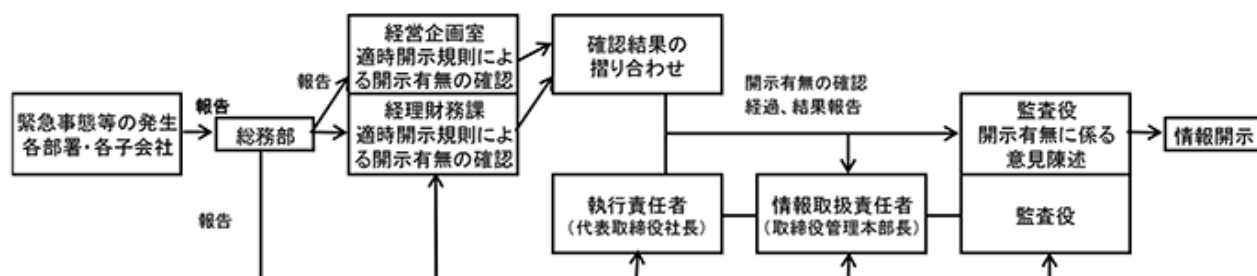 緊急事態等の発生
各部署・各子会社
報告
総務部
報告
報告
経営企画室
適時開示規則によ
る開示有無の確認
経理財務課
適時開示規則によ
る開示有無の確認
確認結果の
摺り合わせ
開示有無の確認
経過、結果報告
執行責任者
(代表取締役社長)
情報取扱責任者
(取締役管理本部長)
監査役
開示有無に係る
意見陳述
監査役
情報開示